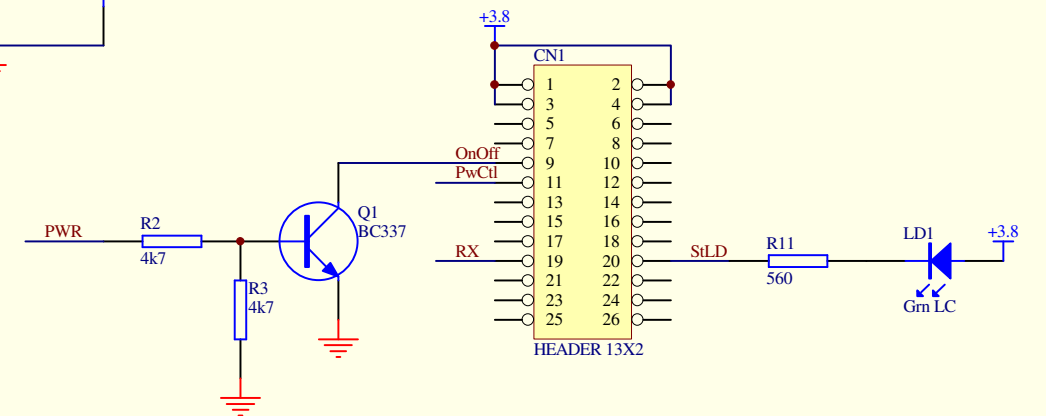 +3.8
CN1
1 2
3 4
5 6
7 8
OnOff 9 10
PwCtl 11 12
13 14
Q1
BC337
15 16
PWR
R2
4k7
17 18
RX 19 20 StLD
R11
560
LD1
+3.8
Grn LC
R3
4k7
21 22
23 24
25 26
HEADER 13X2